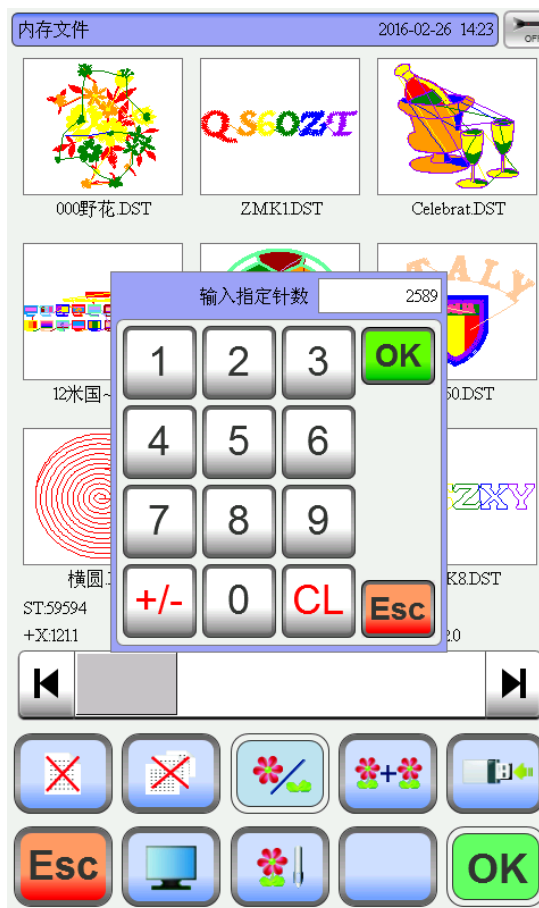 内存文件 2016-02-26 14:23
OFF
QS6OZT
000野花.DST ZMK1.DST Celebrat.DST
ITALY
输入指定针数 2589
1 2 3 OK
12米国~ 50.DST
4 5 6
7 8 9
ZXY
横圆. K8.DST
ST:59594
+/- 0 CL Esc
+X:121.1 2.0
Esc OK